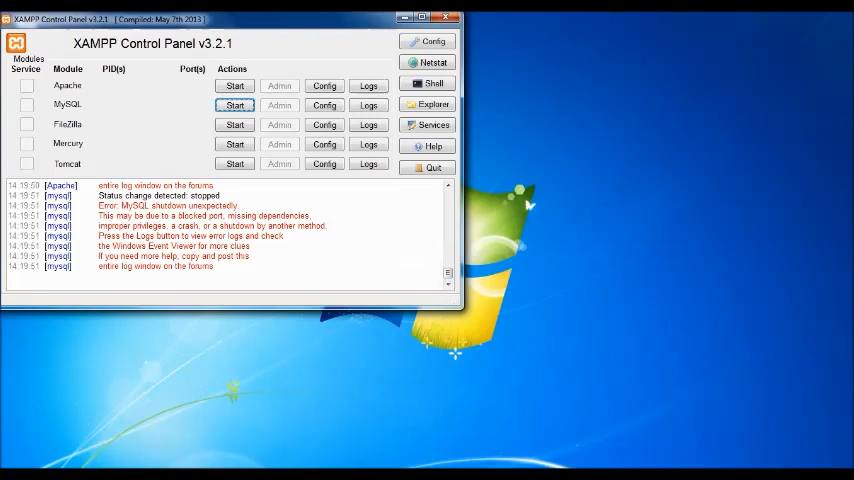 XAMPP Control Panel v3.2.1 [ Compiled: May 7th 2013 ]
XAMPP Control Panel v3.2.1
Config
Modules
Service Module PID(s) Port(s) Actions
Netstat
Apache Start Admin Config Logs
Shell
MySQL Start Admin Config Logs
Explorer
FileZilla Start Admin Config Logs
Services
Mercury Start Admin Config Logs
Help
Tomcat Start Admin Config Logs
Quit
14:19:50 [Apache] entire log window on the forums
14:19:51 [mysql] Status change detected: stopped
14:19:51 [mysql] Error: MySQL shutdown unexpectedly.
14:19:51 [mysql] This may be due to a blocked port, missing dependencies,
14:19:51 [mysql] improper privileges, a crash, or a shutdown by another method.
14:19:51 [mysql] Press the Logs button to view error logs and check
14:19:51 [mysql] the Windows Event Viewer for more clues
14:19:51 [mysql] If you need more help, copy and post this
14:19:51 [mysql] entire log window on the forums